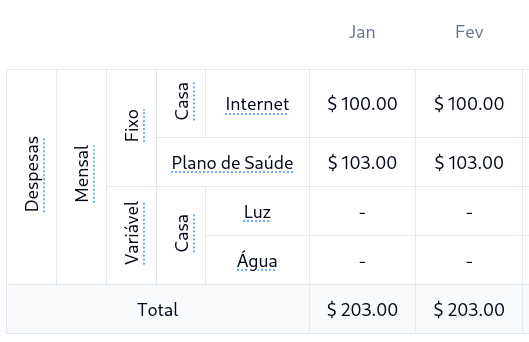 Jan Fev
Despesas Mensal Fixo Casa Internet $ 100.00 $ 100.00
Plano de Saúde $ 103.00 $ 103.00
Variável Casa Luz - -
Água - -
Total $ 203.00 $ 203.00